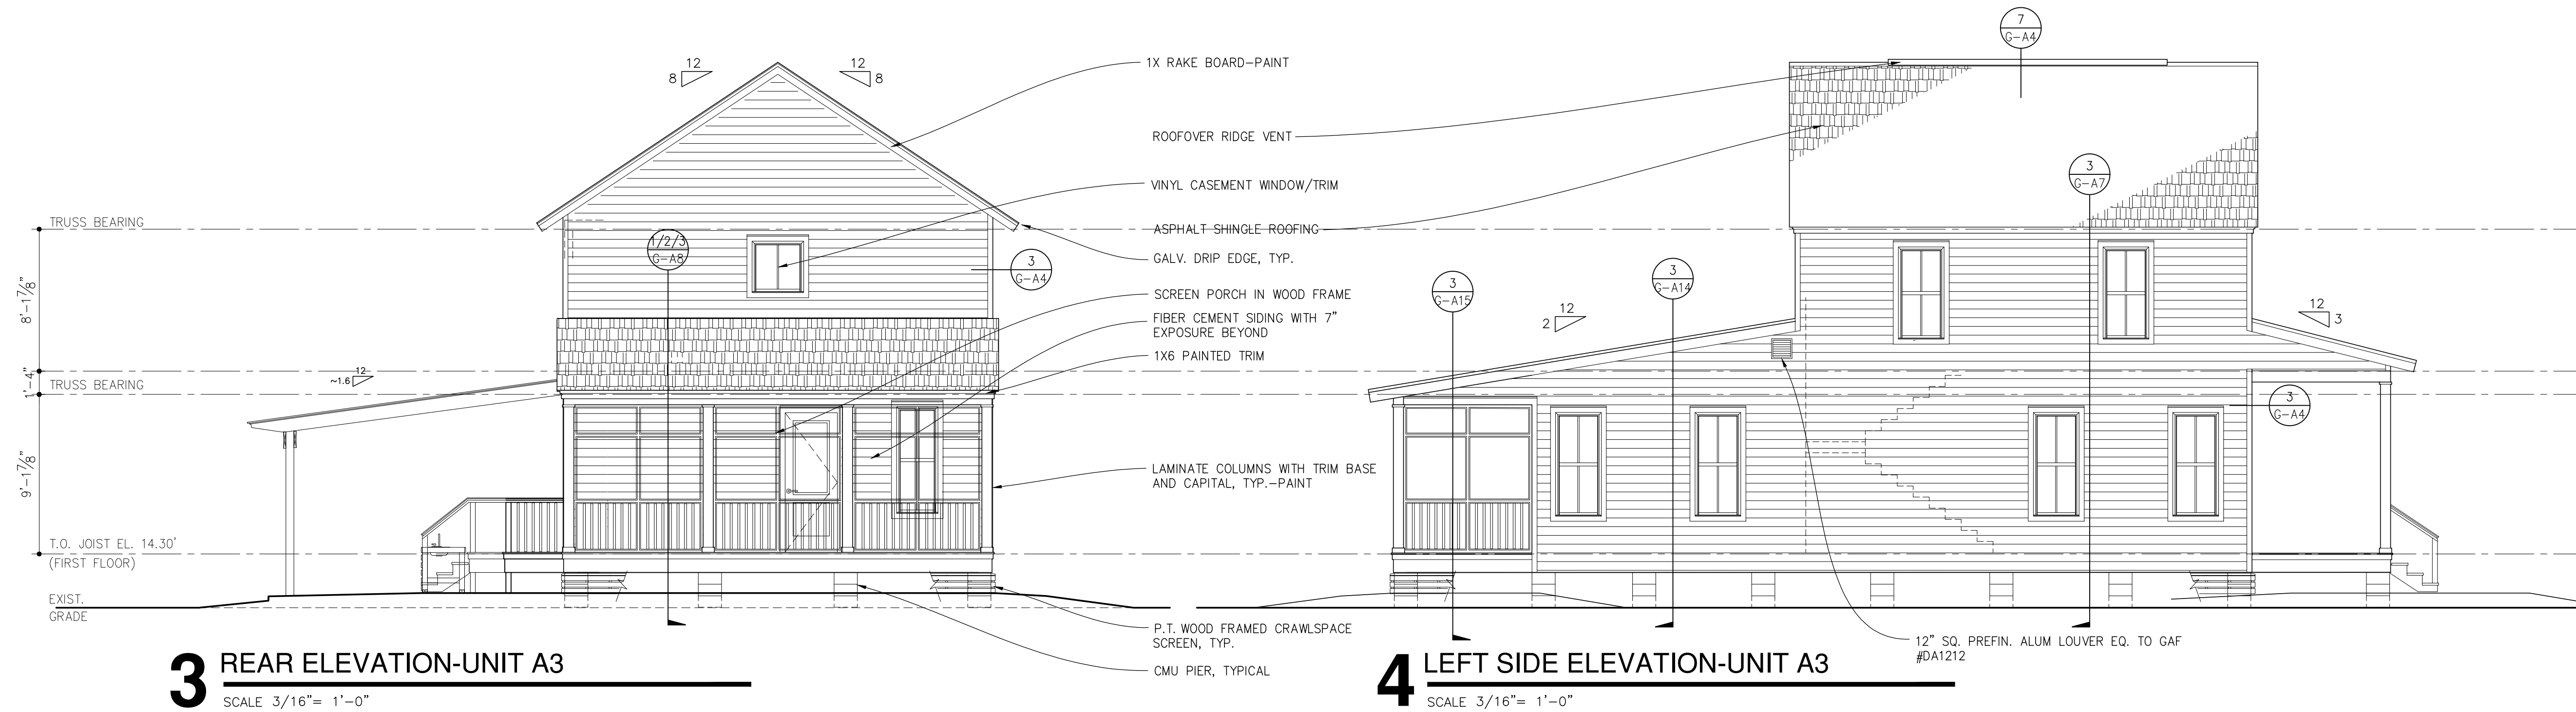 7
G-A4
12
8
12
8
1X RAKE BOARD-PAINT
ROOFOVER RIDGE VENT
VINYL CASEMENT WINDOW/TRIM
ASPHALT SHINGLE ROOFING
GALV. DRIP EDGE, TYP.
SCREEN PORCH IN WOOD FRAME
FIBER CEMENT SIDING WITH 7"
EXPOSURE BEYOND
1X6 PAINTED TRIM
LAMINATE COLUMNS WITH TRIM BASE
AND CAPITAL, TYP.-PAINT
P.T. WOOD FRAMED CRAWLSPACE
SCREEN, TYP.
CMU PIER, TYPICAL
TRUSS BEARING
8'-1⅞"
TRUSS BEARING
1'-4"
9'-1⅞"
T.O. JOIST EL. 14.30'
(FIRST FLOOR)
EXIST.
GRADE
12
~1.6
1/2/3
G-A8
3
G-A4
3
G-A15
12
2
3
G-A14
3
G-A7
12
3
3
G-A4
12" SQ. PREFIN. ALUM LOUVER EQ. TO GAF
#DA1212
3 REAR ELEVATION-UNIT A3
SCALE 3/16"= 1'-0"
4 LEFT SIDE ELEVATION-UNIT A3
SCALE 3/16"= 1'-0"